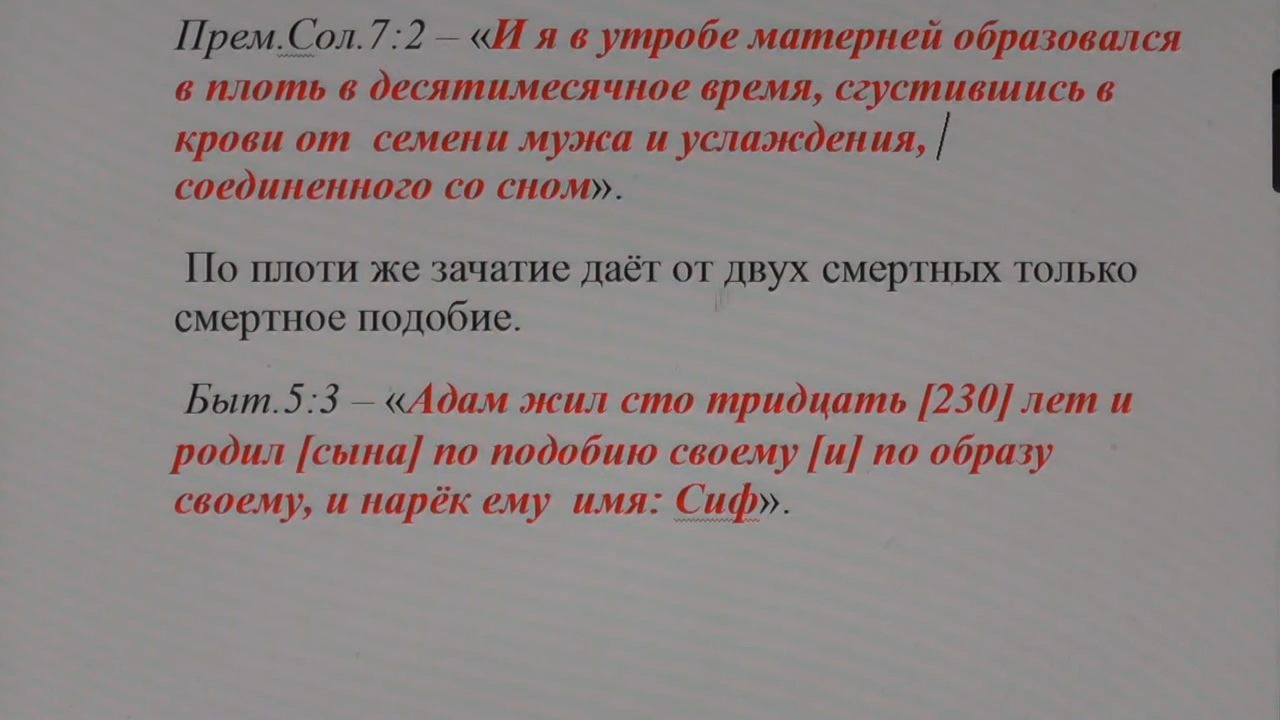 Прем.Сол.7:2 – «И я в утробе матерней образовался
в плоть в десятимесячное время, сгустившись в
крови от семени мужа и услаждения,
соединенного со сном».
По плоти же зачатие даёт от двух смертных только
смертное подобие.
Быт.5:3 – «Адам жил сто тридцать [230] лет и
родил [сына] по подобию своему [и] по образу
своему, и нарёк ему имя: Сиф».